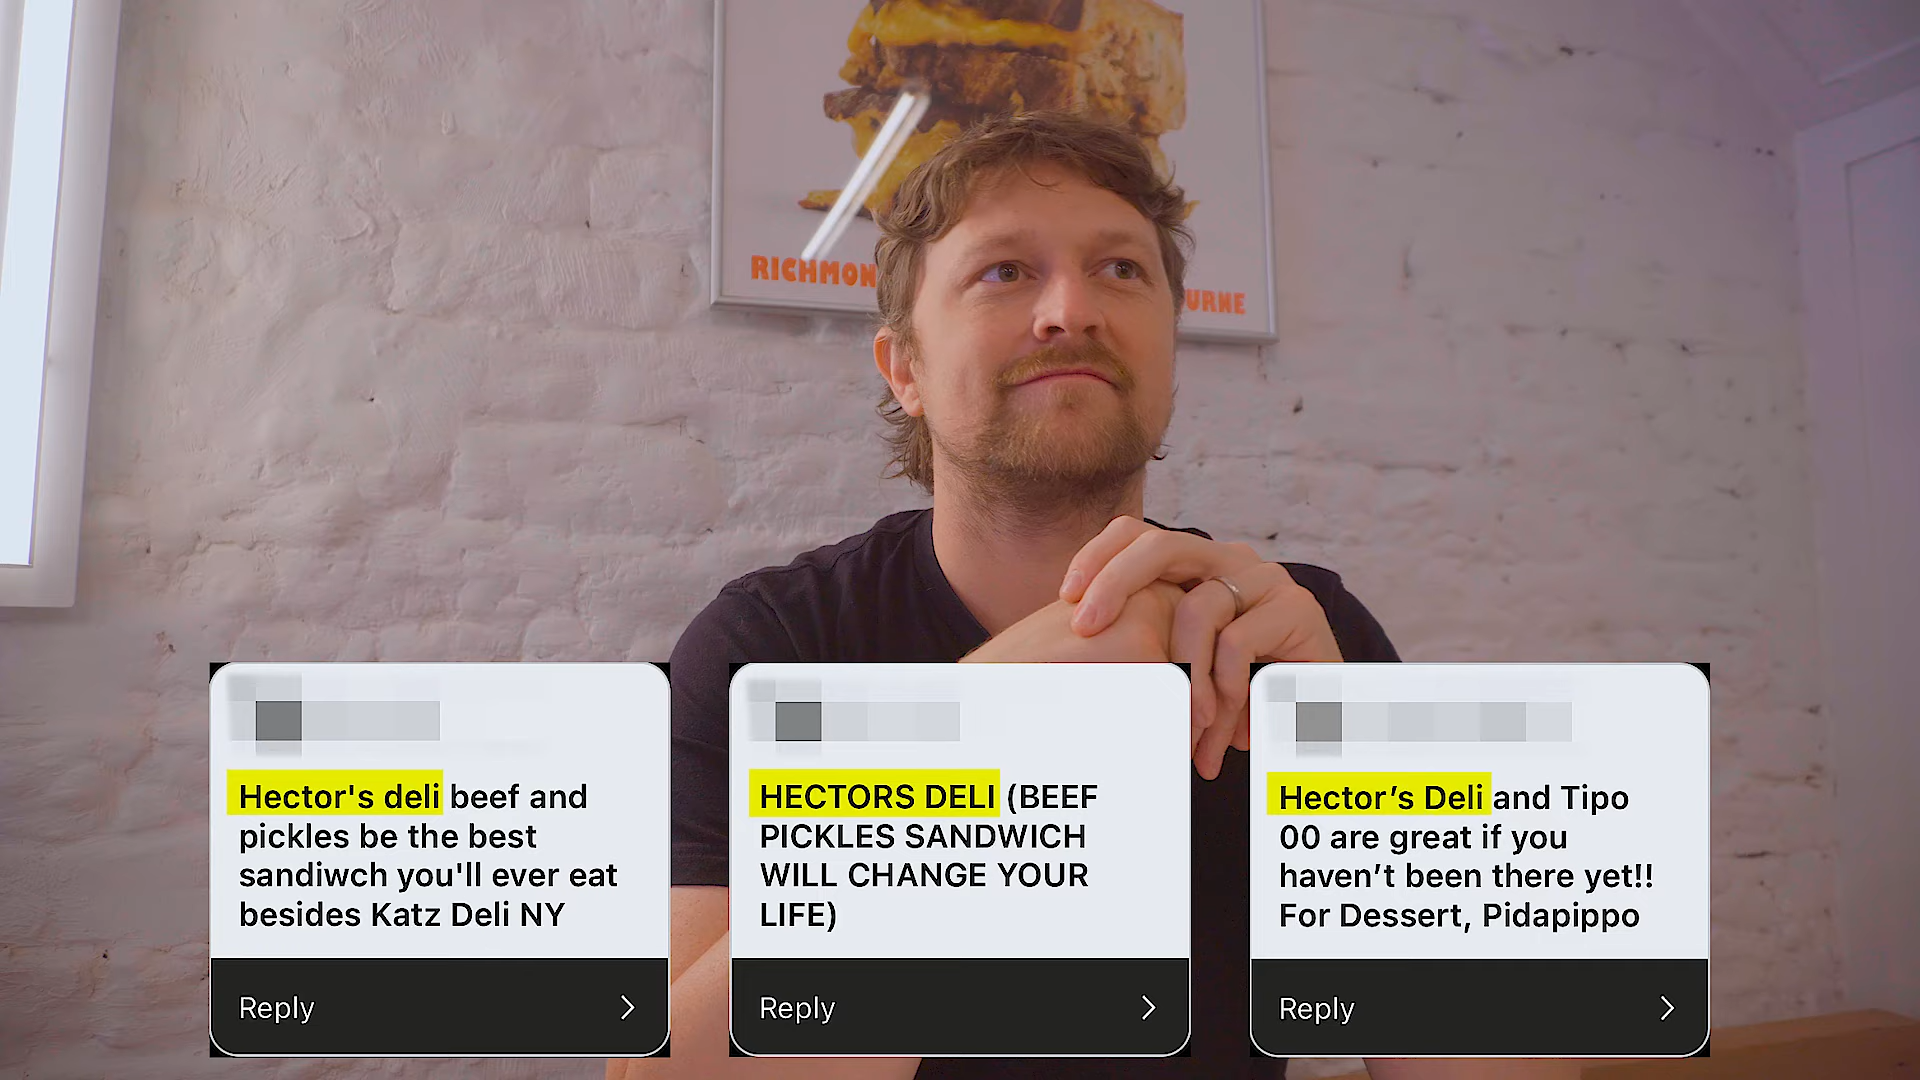 RICHMON
URNE
Hector's deli beef and
pickles be the best
sandiwch you'll ever eat
besides Katz Deli NY
Reply
HECTORS DELI (BEEF
PICKLES SANDWICH
WILL CHANGE YOUR
LIFE)
Reply
Hector’s Deli and Tipo
00 are great if you
haven’t been there yet!!
For Dessert, Pidapippo
Reply